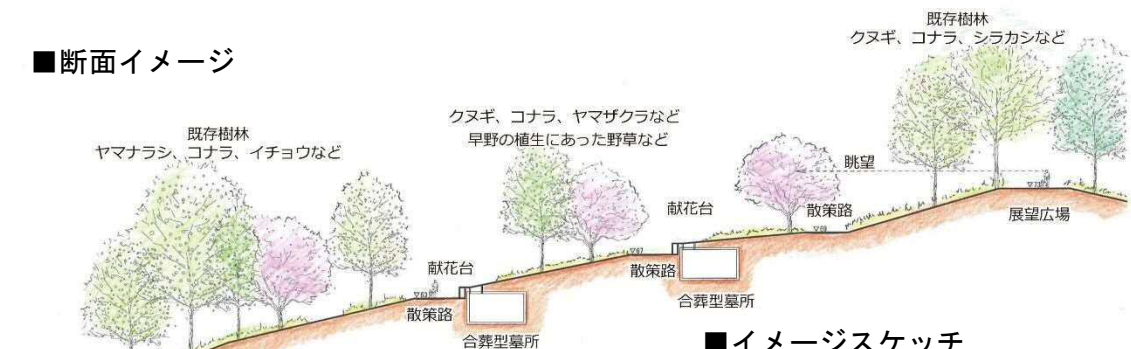 ■断面イメージ
既存樹林
クヌギ、コナラ、シラカシなど
クヌギ、コナラ、ヤマザクラなど
早野の植生にあった野草など
既存樹林
ヤマナラシ、コナラ、イチョウなど
眺望
献花台
散策路
展望広場
献花台
散策路
合葬型墓所
散策路
合葬型墓所
■イメージスケッチ